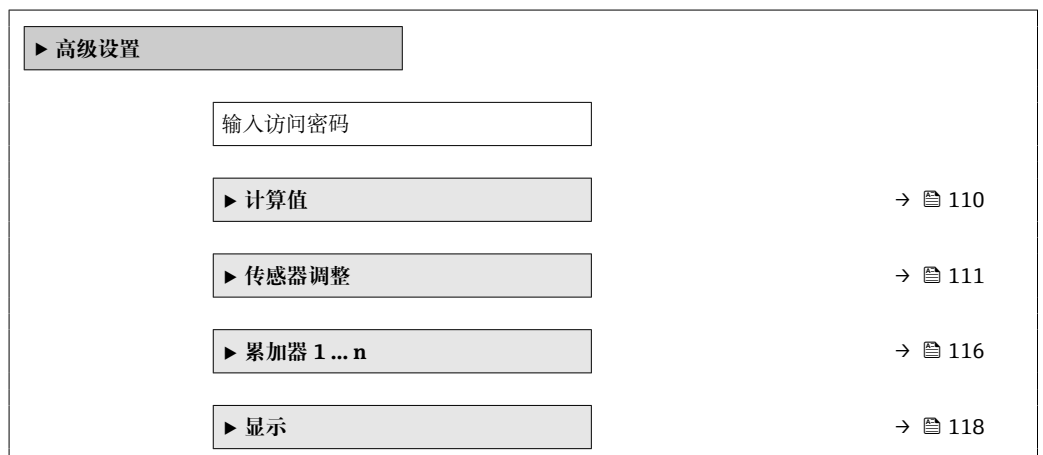 ▶ 高级设置
输入访问密码
▶ 计算值 → 110
▶ 传感器调整 → 111
▶ 累加器 1 ... n → 116
▶ 显示 → 118